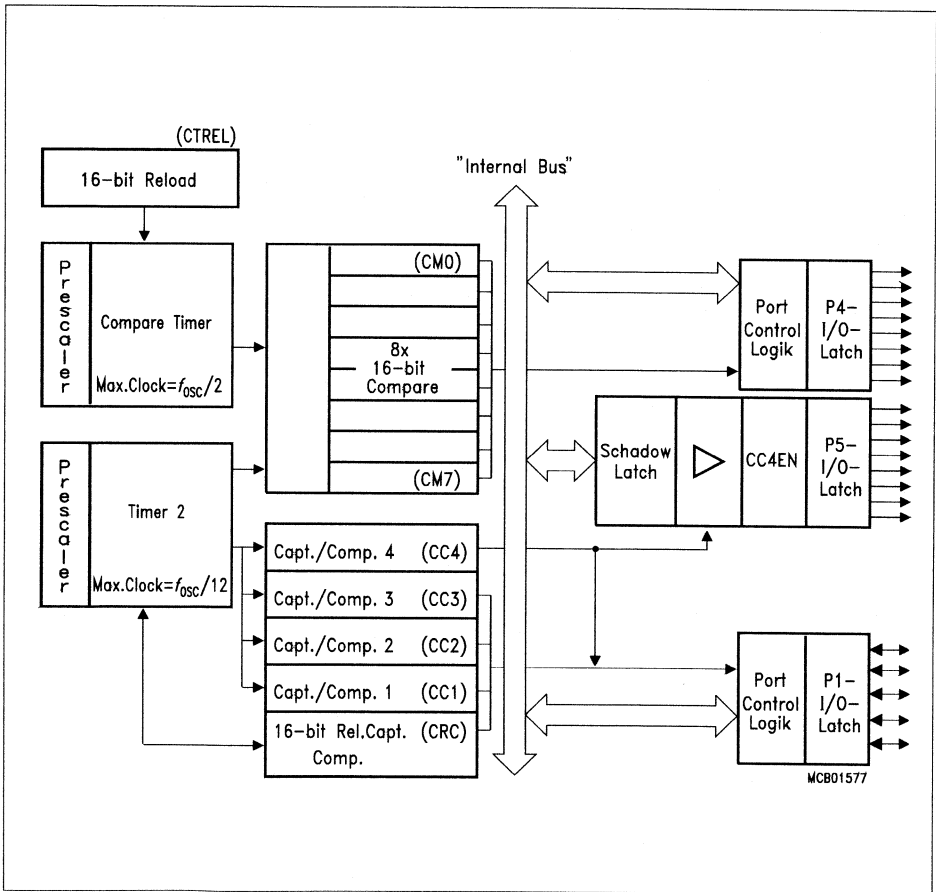 (CTREL)
16-bit Reload
"Internal Bus"
Prescaler
Compare Timer
Max.Clock=fOSC/2
(CM0)
8x
16-bit
Compare
(CM7)
Port
Control
Logik
P4-
I/O-
Latch
Schadow
Latch
CC4EN
P5-
I/O-
Latch
Prescaler
Timer 2
Max.Clock=fOSC/12
Capt./Comp. 4 (CC4)
Capt./Comp. 3 (CC3)
Capt./Comp. 2 (CC2)
Capt./Comp. 1 (CC1)
16-bit Rel.Capt. (CRC)
Comp.
Port
Control
Logik
P1-
I/O-
Latch
MCB01577